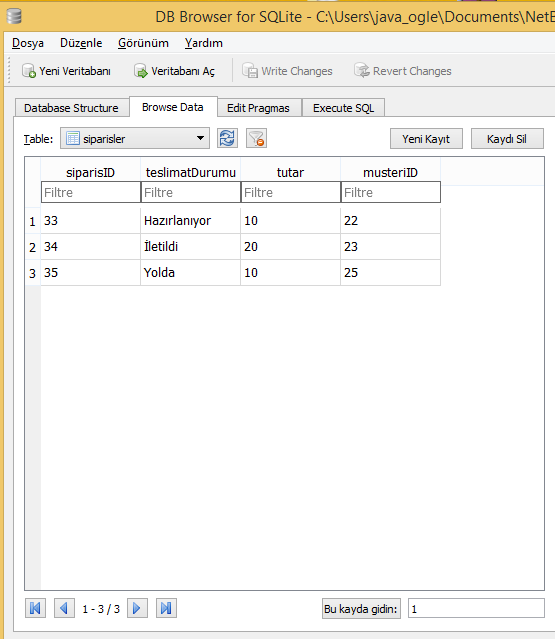 DB Browser for SQLite - C:\Users\java_ogle\Documents\NetB
Dosya Düzenle Görünüm Yardım
Yeni Veritabanı Veritabanı Aç Write Changes Revert Changes
Database Structure Browse Data Edit Pragmas Execute SQL
Table: siparisler Yeni Kayıt Kaydı Sil
siparisID teslimatDurumu tutar musteriID
Filtre Filtre Filtre Filtre
1 33 Hazırlanıyor 10 22
2 34 İletildi 20 23
3 35 Yolda 10 25
1 - 3 / 3 Bu kayda gidin: 1